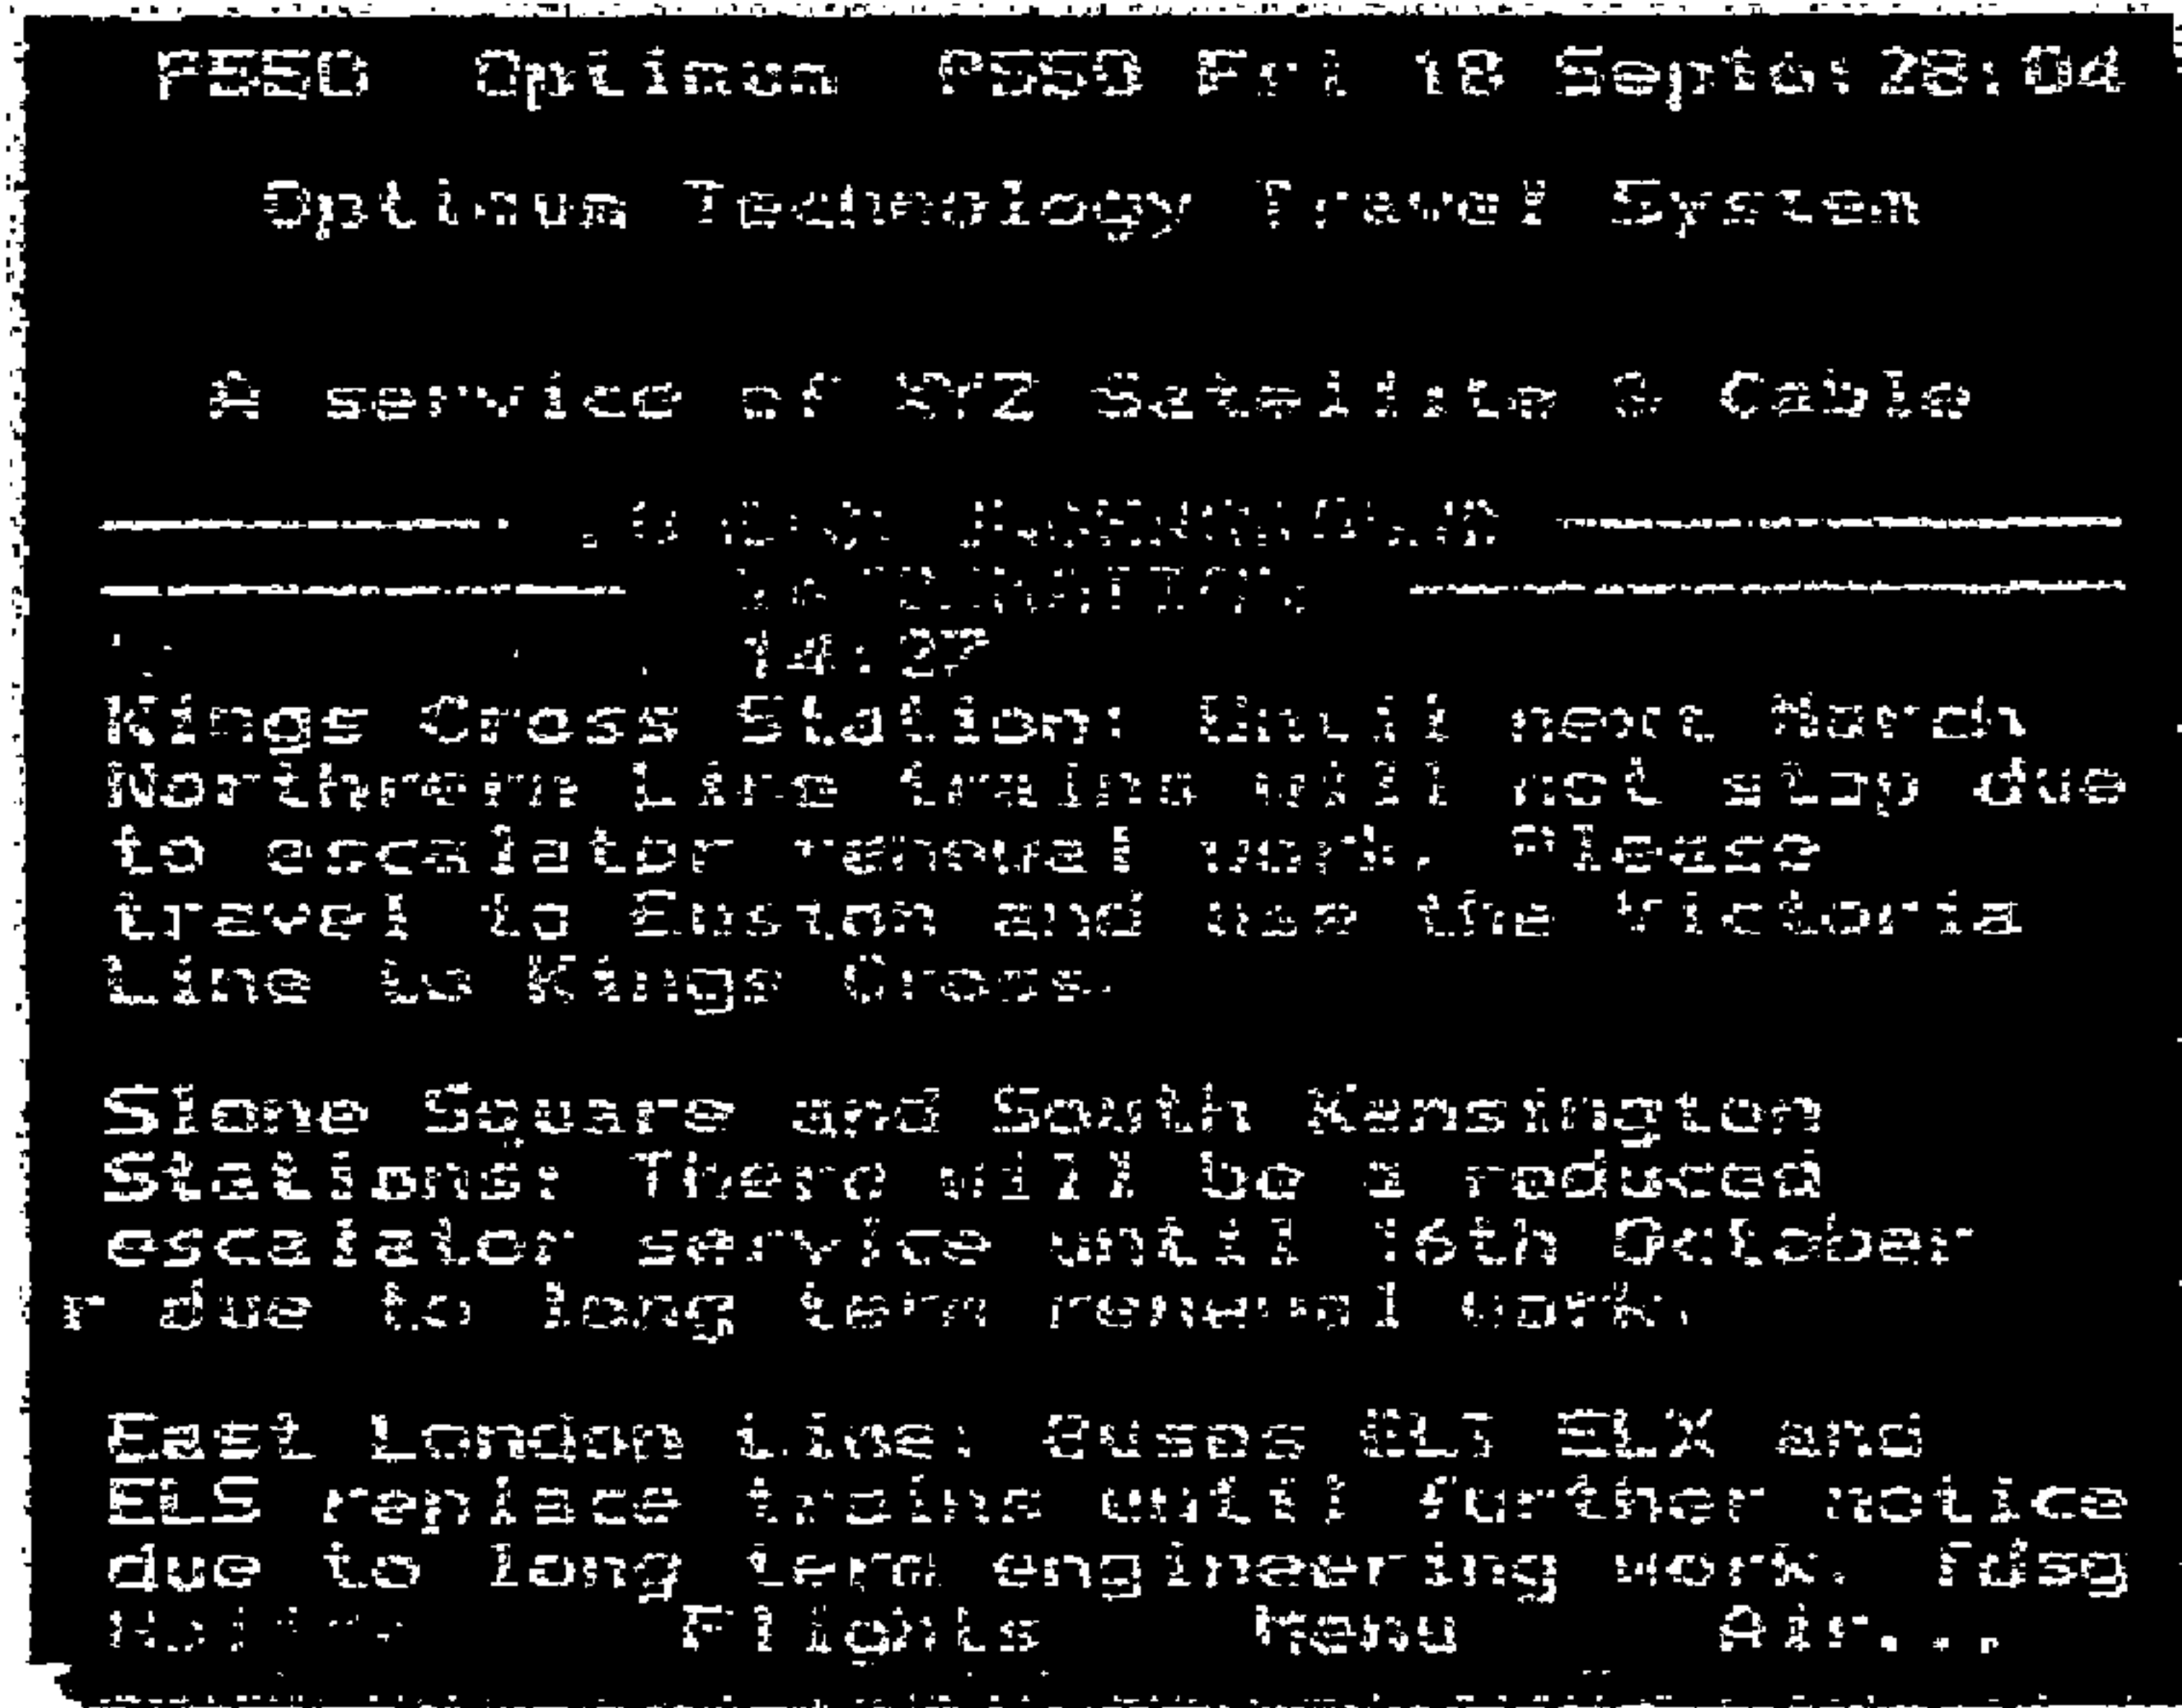 P550 Optimum P550 Fri 18 Sept
Optimum Technology Travel System
A service of XYZ Satellite & Cable
14:27
Kings Cross Station: Until next March
Northern Line trains will not stop due
to escalator renewal work. Please
travel to Euston and use the Victoria
Line to Kings Cross.
Slone Square and South Kensington
Stations: There will be a reduced
escalator service until 16th October
r due to long term renewal work.
East London Line: Buses ELX and
ELS replace trains until further notice
due to long term engineering work.
Flights Menu Air...